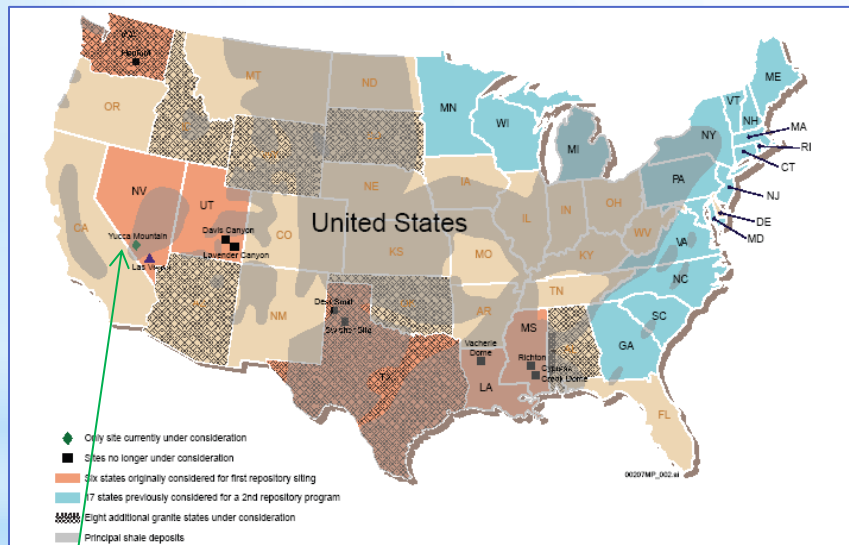 WA
Hanford
MT
ND
OR
MN
WI
MI
ME
VT
NH
NY
MA
RI
CT
PA
NJ
DE
MD
NE
IA
NV
UT
CA
CO
United States
IL
IN
OH
WV
VA
KS
MO
KY
Yucca Mountain
Las Vegas
Davis Canyon
Lavender Canyon
NM
TN
NC
SC
AR
MS
GA
Deaf Smith
Swisher Site
TX
Vacherie
Dome
LA
Richton
Cypress
Creek Dome
FL
Only site currently under consideration
Sites no longer under consideration
Six states originally considered for first repository siting
17 states previously considered for a 2nd repository program
Eight additional granite states under consideration
Principal shale deposits
00207MP_002.ai